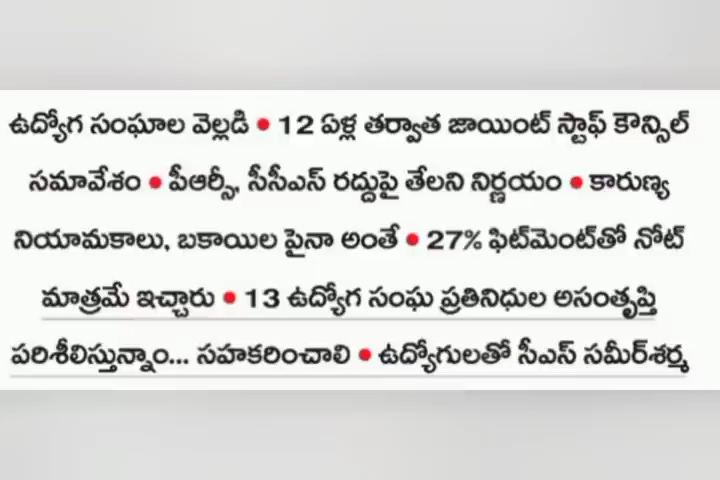 ఉద్యోగ సంఘాల వెల్లడి • 12 ఏళ్ల తర్వాత జాయింట్ స్టాఫ్ కౌన్సిల్
సమావేశం • పీఆర్సీ, సీసీఎస్ రద్దుపై తేలని నిర్ణయం • కారుణ్య
నియామకాలు, బకాయిల పైనా అంతే • 27% ఫిట్‌మెంట్‌తో నోట్
మాత్రమే ఇచ్చారు • 13 ఉద్యోగ సంఘ ప్రతినిధుల అసంతృప్తి
పరిశీలిస్తున్నాం... సహకరించాలి • ఉద్యోగులతో సీఎస్ సమీర్‌శర్మ